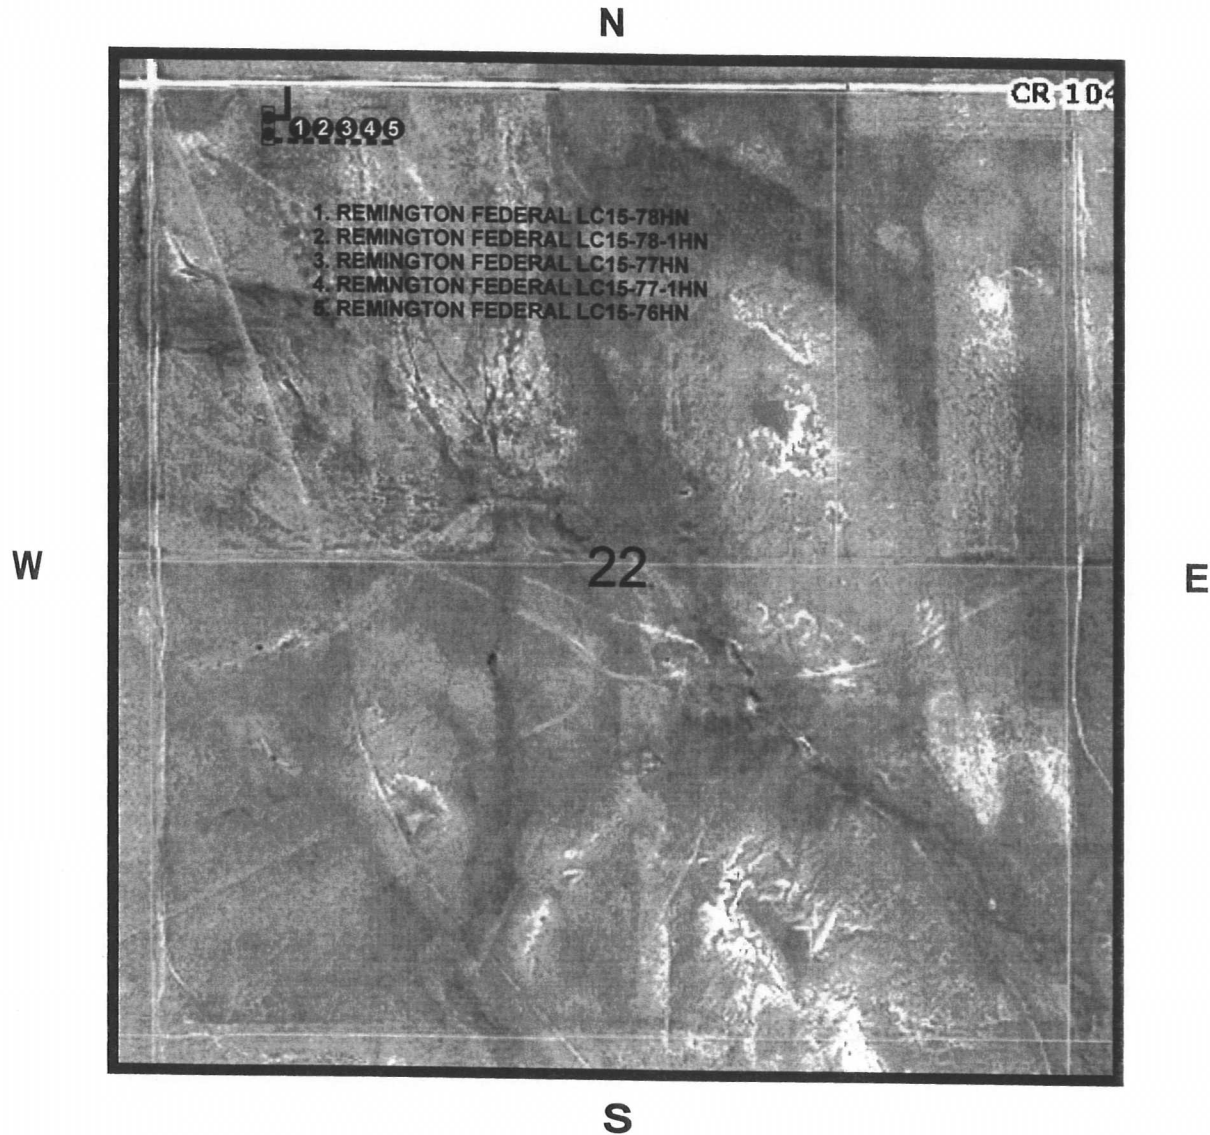 N
CR 104
1 2 3 4 5
1. REMINGTON FEDERAL LC15-78HN
2. REMINGTON FEDERAL LC15-78-1HN
3. REMINGTON FEDERAL LC15-77HN
4. REMINGTON FEDERAL LC15-77-1HN
5. REMINGTON FEDERAL LC15-76HN
W
22
E
S